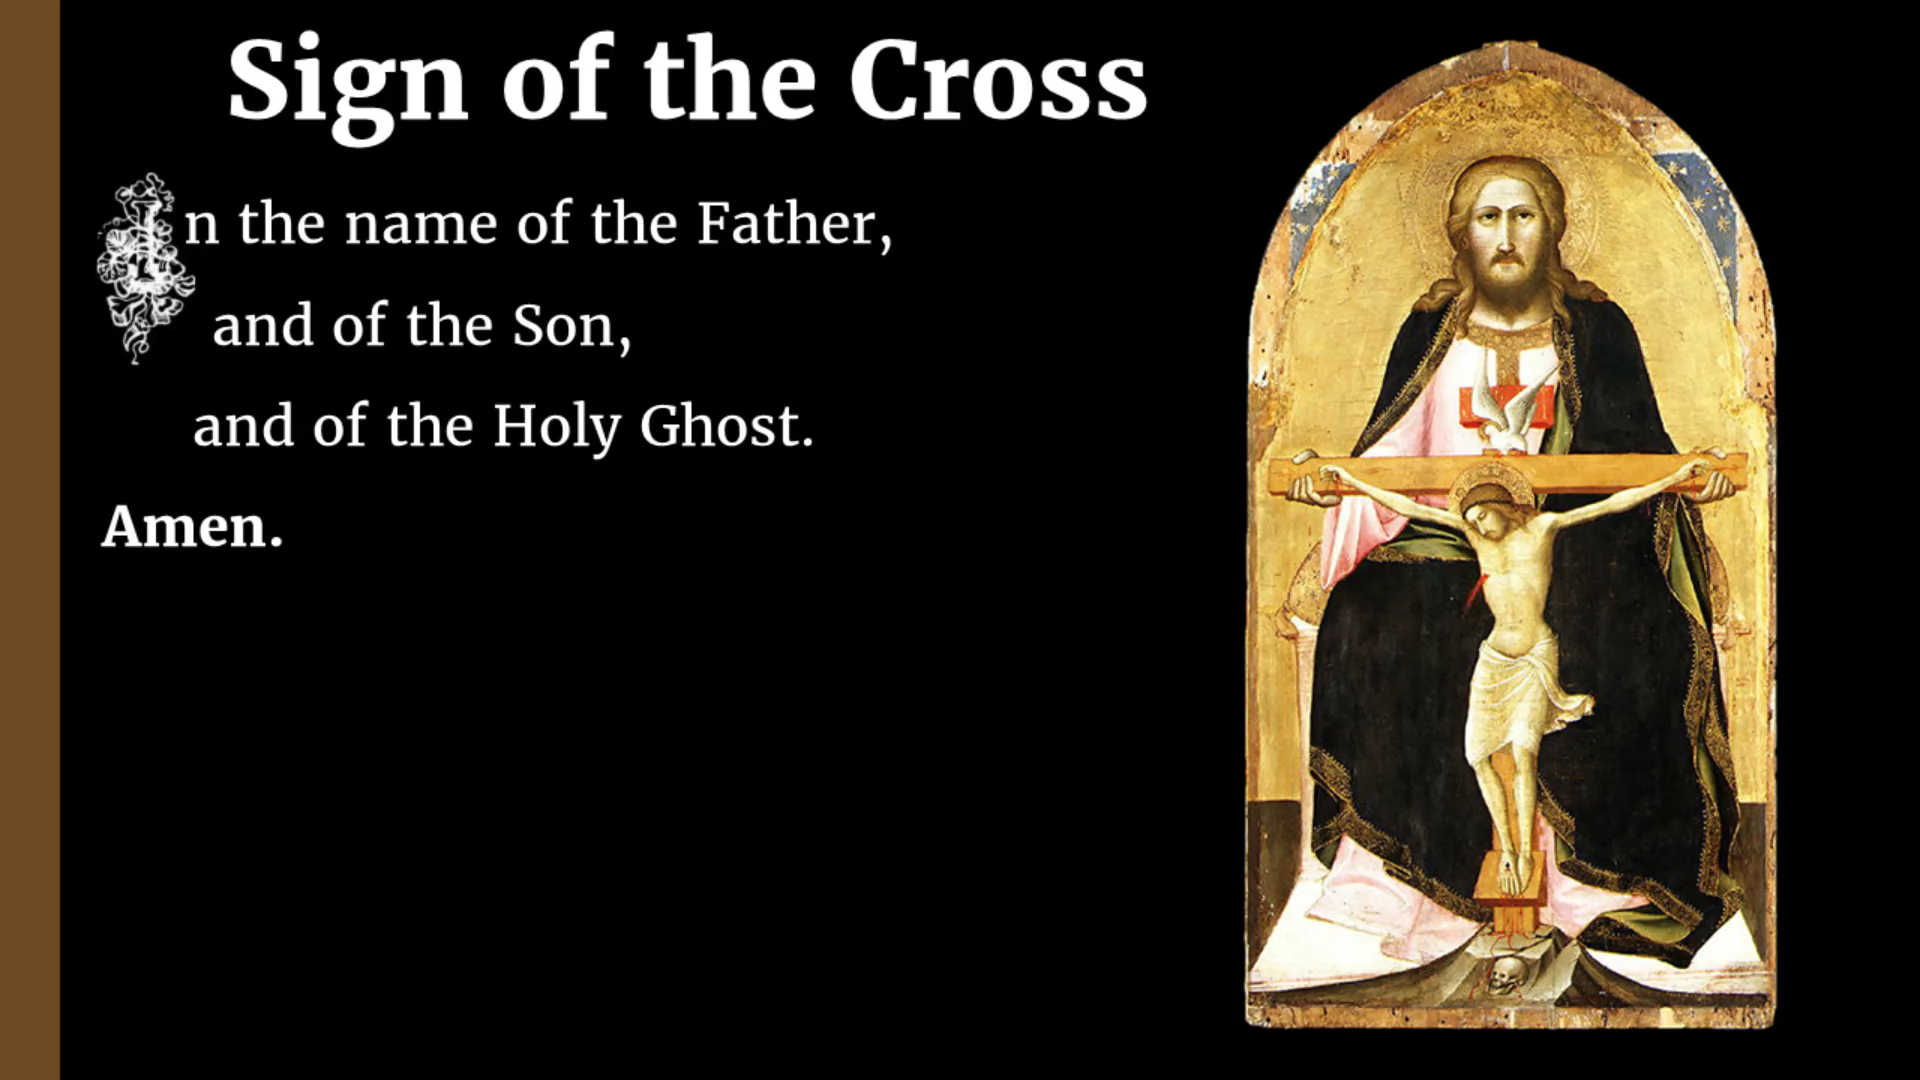 Sign of the Cross
In the name of the Father,
and of the Son,
and of the Holy Ghost.
Amen.